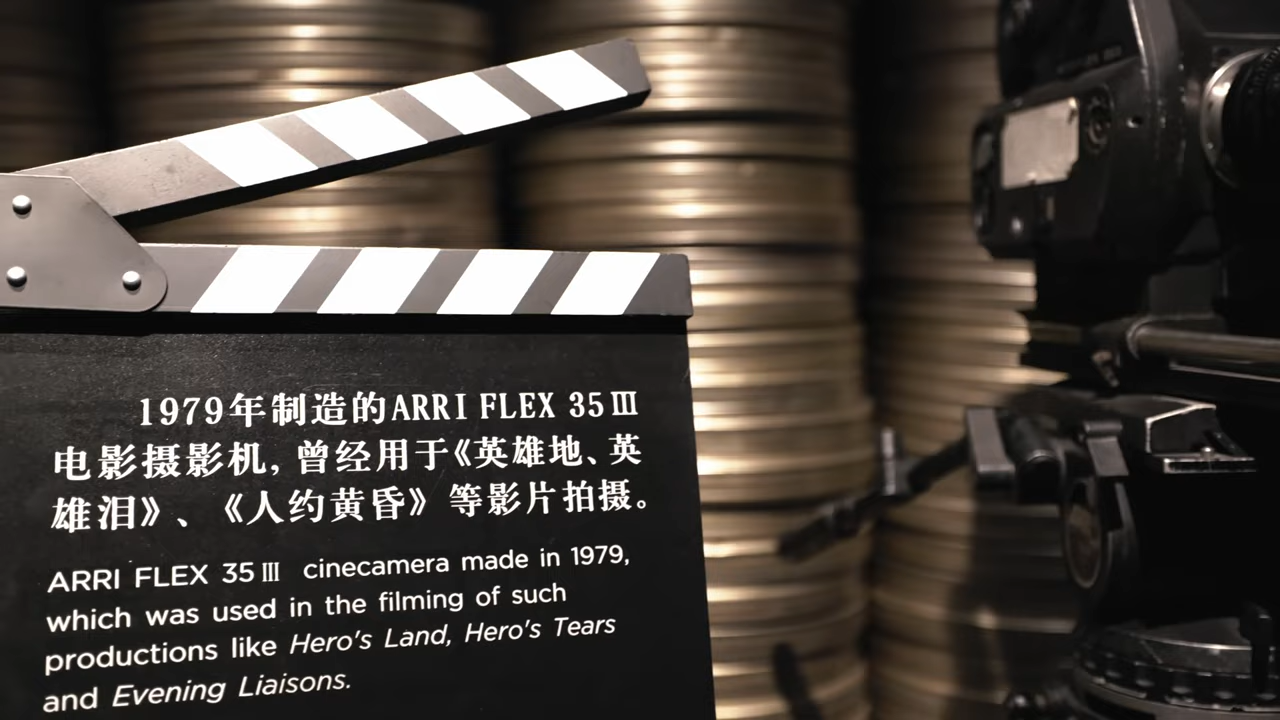 1979年制造的ARRI FLEX 35Ⅲ
电影摄影机，曾经用于《英雄地、英
雄泪》、《人约黄昏》等影片拍摄。
ARRI FLEX 35Ⅲ cinecamera made in 1979,
which was used in the filming of such
productions like Hero's Land, Hero's Tears
and Evening Liaisons.